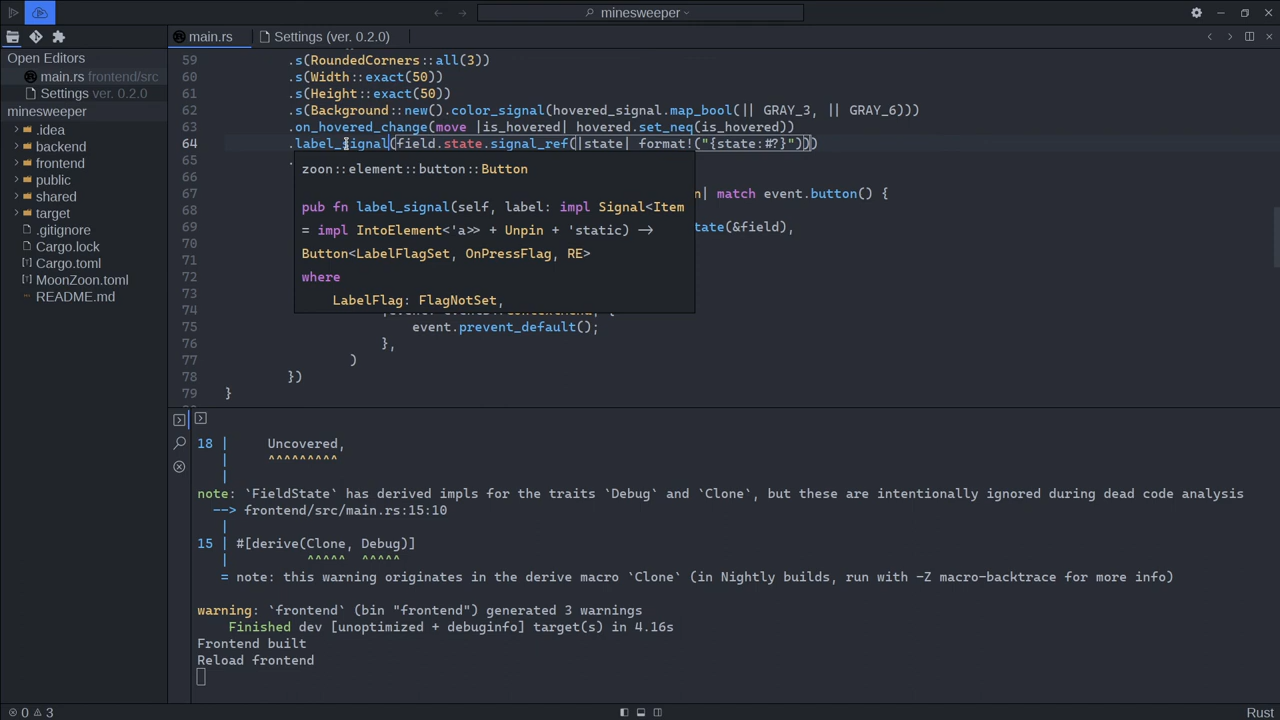 minesweeper
main.rs
Settings (ver. 0.2.0)
Open Editors
main.rs frontend/src
Settings ver. 0.2.0
minesweeper
.idea
backend
frontend
public
shared
target
.gitignore
Cargo.lock
Cargo.toml
MoonZoon.toml
README.md
59 .s(RoundedCorners::all(3))
60 .s(Width::exact(50))
61 .s(Height::exact(50))
62 .s(Background::new().color_signal(hovered_signal.map_bool(|| GRAY_3, || GRAY_6)))
63 .on_hovered_change(move |is_hovered| hovered.set_neq(is_hovered))
64 .label_signal(field.state.signal_ref(|state| format!("{state:#?}")))
65 .
66
67 n| match event.button() {
68
69 tate(&field),
70
71
72
73
74
75 event.prevent_default();
76 },
77 )
78 })
79 }
zoon::element::button::Button
pub fn label_signal(self, label: impl Signal<Item
= impl IntoElement<'a>> + Unpin + 'static) ->
Button<LabelFlagSet, OnPressFlag, RE>
where
LabelFlag: FlagNotSet,
18 | Uncovered,
| ^^^^^^^^^
|
note: `FieldState` has derived impls for the traits `Debug` and `Clone`, but these are intentionally ignored during dead code analysis
--> frontend/src/main.rs:15:10
|
15 | #[derive(Clone, Debug)]
| ^^^^^ ^^^^^
= note: this warning originates in the derive macro `Clone` (in Nightly builds, run with -Z macro-backtrace for more info)
warning: `frontend` (bin "frontend") generated 3 warnings
Finished dev [unoptimized + debuginfo] target(s) in 4.16s
Frontend built
Reload frontend
0 3
Rust